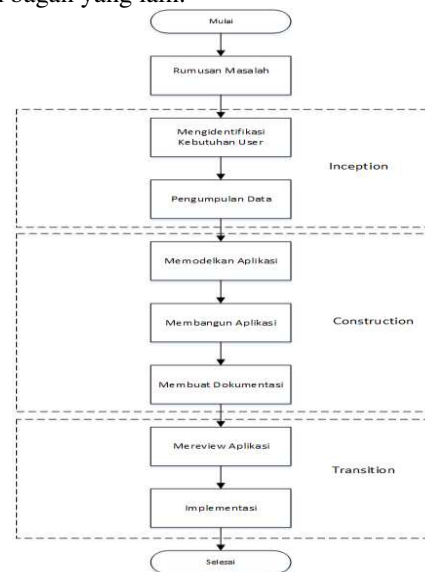 bagan yang lain.
Mulai
Rumusan Masalah
Mengidentifikasi
Kebutuhan User
Inception
Pengumpulan Data
Memodelkan Aplikasi
Membangun Aplikasi
Construction
Membuat Dokumentasi
Mereview Aplikasi
Transition
Implementasi
Selesai